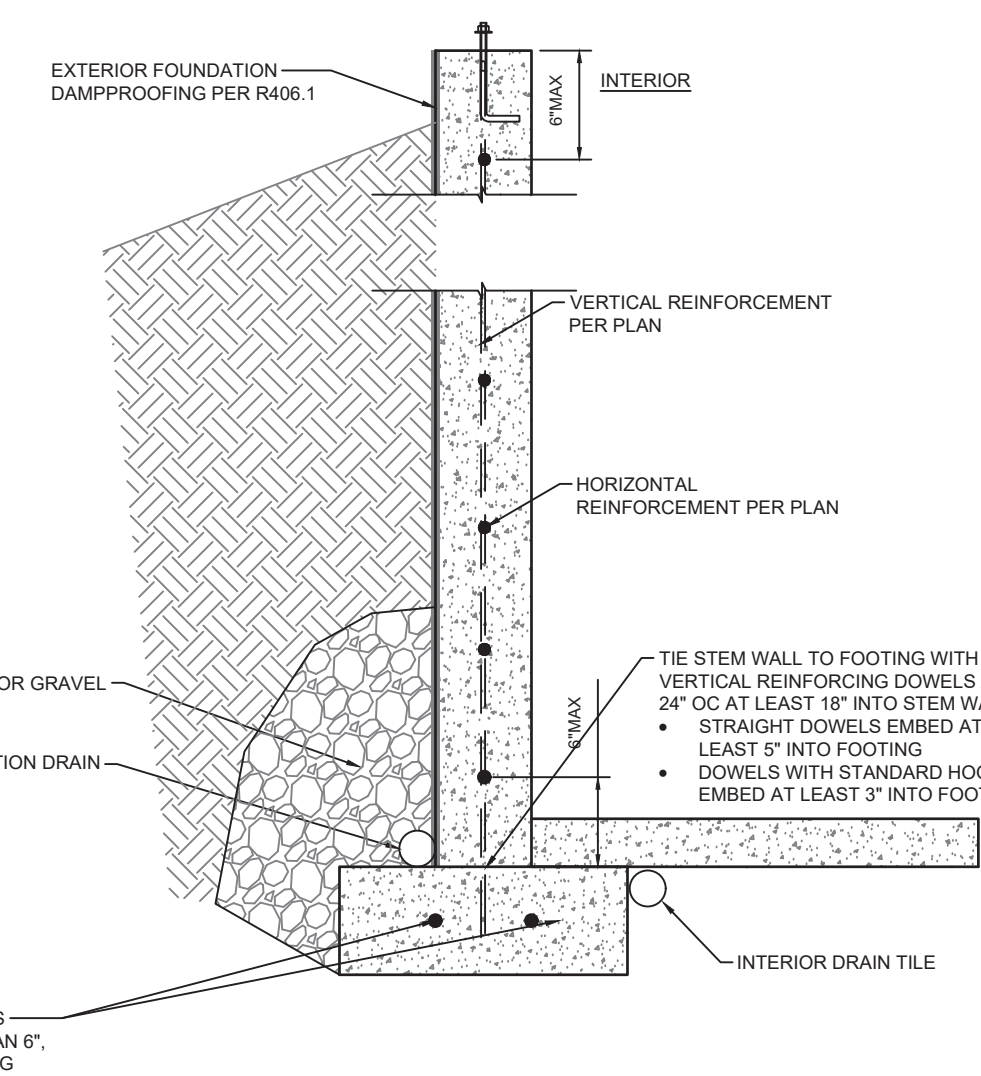 EXTERIOR FOUNDATION
DAMPPROOFING PER R406.1
6"MAX
INTERIOR
VERTICAL REINFORCEMENT
PER PLAN
HORIZONTAL
REINFORCEMENT PER PLAN
OR GRAVEL
TION DRAIN
6"MAX
TIE STEM WALL TO FOOTING WITH
VERTICAL REINFORCING DOWELS
24" OC AT LEAST 18" INTO STEM WA
• STRAIGHT DOWELS EMBED AT
LEAST 5" INTO FOOTING
• DOWELS WITH STANDARD HOO
EMBED AT LEAST 3" INTO FOOT
INTERIOR DRAIN TILE
S
AN 6",
G